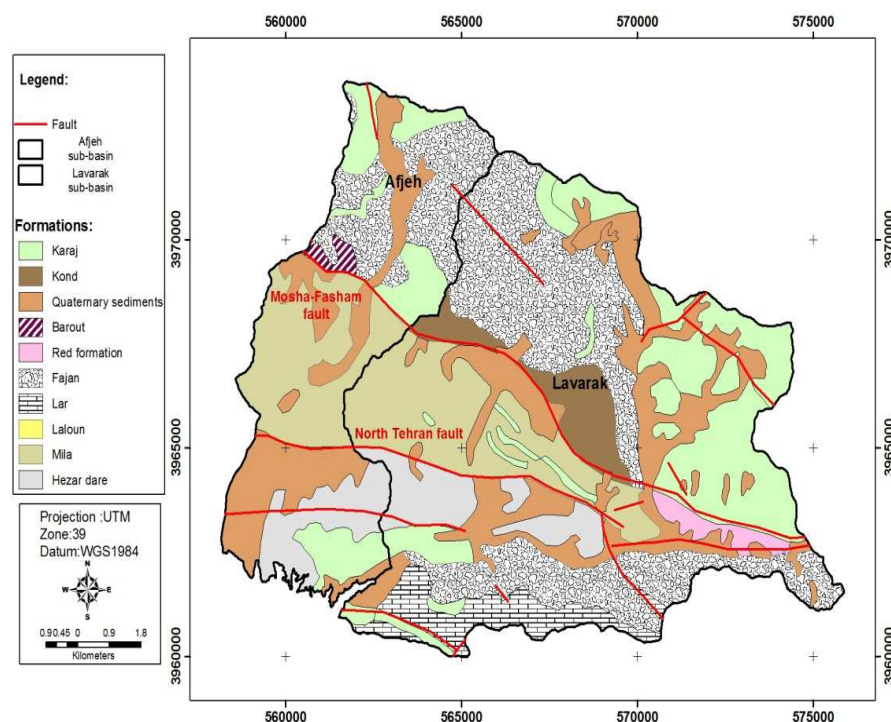 560000 565000 570000 575000
Legend:
Fault
Afjeh
sub-basin
Lavarak
sub-basin
Formations:
Karaj
Kond
Quaternary sediments
Barout
Red formation
Fajan
Lar
Laloun
Mila
Hezar dare
Projection :UTM
Zone:39
Datum:WGS1984
N
W E
S
0.90.45 0 0.9 1.8
Kilometers
3970000
3965000
3960000
Afjeh
Mosha-Fasham
fault
Lavarak
North Tehran fault
3970000
3965000
3960000
560000 565000 570000 575000